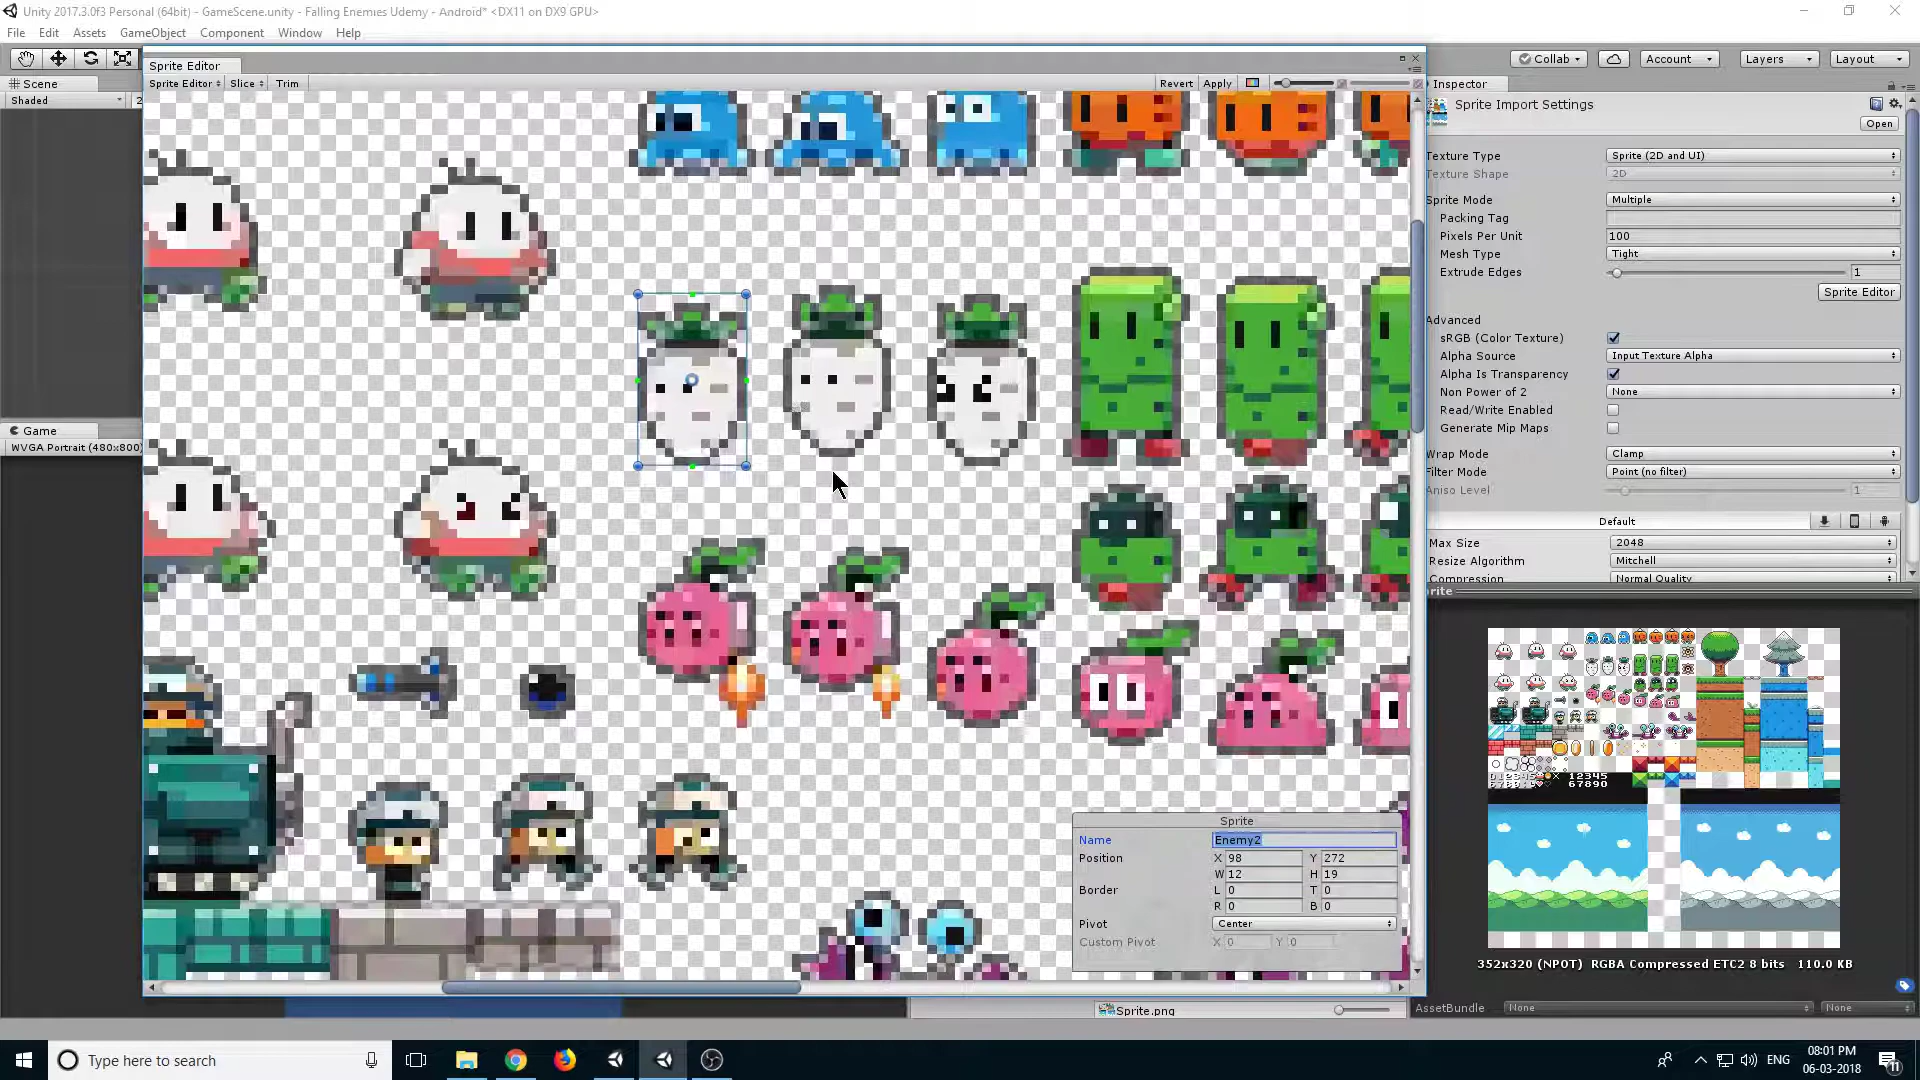 Unity 2017.3.0f3 Personal (64bit) - GameScene.unity - Falling Enemies Udemy - Android* <DX11 on DX9 GPU>
File Edit Assets GameObject Component Window Help
Collab Account Layers Layout
Scene
Shaded 2
Game
WVGA Portrait (480x800)
Sprite Editor
Sprite Editor Slice Trim Revert Apply
Sprite
Name Enemy2
Position X 98 Y 272
W 12 H 19
Border L 0 T 0
R 0 B 0
Pivot Center
Custom Pivot X 0 Y 0
Sprite.png
Inspector
Sprite Import Settings
Open
Texture Type Sprite (2D and UI)
Texture Shape 2D
Sprite Mode Multiple
Packing Tag
Pixels Per Unit 100
Mesh Type Tight
Extrude Edges 1
Sprite Editor
Advanced
sRGB (Color Texture)
Alpha Source Input Texture Alpha
Alpha Is Transparency
Non Power of 2 None
Read/Write Enabled
Generate Mip Maps
Wrap Mode Clamp
Filter Mode Point (no filter)
Aniso Level 1
Default
Max Size 2048
Resize Algorithm Mitchell
Compression Normal Quality
rite
12345
67890
352x320 (NPOT) RGBA Compressed ETC2 8 bits 110.0 KB
AssetBundle None None
Type here to search
ENG
08:01 PM
06-03-2018
11